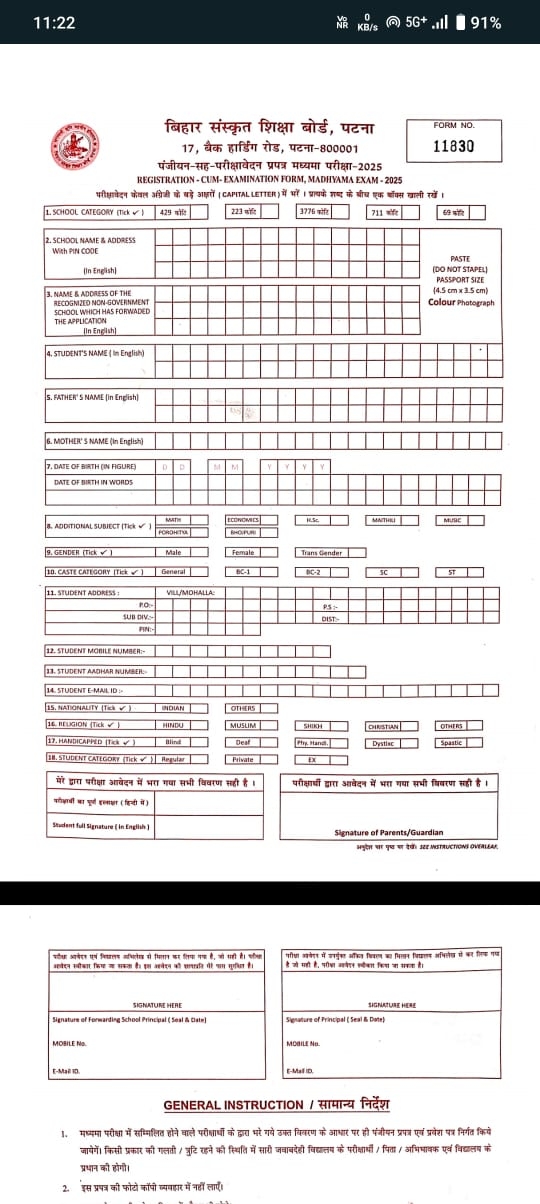 11:22
Vo NR 0 KB/s 5G+ 91%
बिहार संस्कृत शिक्षा बोर्ड, पटना
17, बैक हार्डिंग रोड, पटना-800001
पंजीयन-सह-परीक्षावेदन प्रपत्र मध्यमा परीक्षा-2025
REGISTRATION - CUM- EXAMINATION FORM, MADHYAMA EXAM - 2025
FORM NO.
11830
परीक्षावेदन केवल अंग्रेजी के बड़े अक्षरों (CAPITAL LETTER) में भरें । प्रत्येक शब्द के बीच एक बॉक्स खाली रखें ।
1. SCHOOL CATEGORY (Tick ✓) 429 कोटि 223 कोटि 3776 कोटि 711 कोटि 69 कोटि
2. SCHOOL NAME & ADDRESS
With PIN CODE
(In English)
PASTE
(DO NOT STAPEL)
PASSPORT SIZE
(4.5 cm x 3.5 cm)
Colour Photograph
3. NAME & ADDRESS OF THE
RECOGNIZED NON-GOVERNMENT
SCHOOL WHICH HAS FORWADED
THE APPLICATION
(In English)
4. STUDENT'S NAME ( In English)
5. FATHER' S NAME (In English)
6. MOTHER' S NAME (In English)
7. DATE OF BIRTH (IN FIGURE) D D M M Y Y Y Y
DATE OF BIRTH IN WORDS
8. ADDITIONAL SUBJECT (Tick ✓) MATH ECONOMICS H.Sc. MAITHILI MUSIC
POROHITYA BHOJPURI
9. GENDER (Tick ✓) Male Female Trans Gender
10. CASTE CATEGORY (Tick ✓) General BC-1 BC-2 SC ST
11. STUDENT ADDRESS : VILL/MOHALLA:
P.O:- P.S :-
SUB DIV.:- DIST:-
PIN:-
12. STUDENT MOBILE NUMBER:-
13. STUDENT AADHAR NUMBER:-
14. STUDENT E-MAIL ID :-
15. NATIONALITY (Tick ✓) INDIAN OTHERS
16. RELIGION (Tick ✓) HINDU MUSLIM SHIKH CHRISTIAN OTHERS
17. HANDICAPPED (Tick ✓) Blind Deaf Phy. Handi. Dystixc Spastic
18. STUDENT CATEGORY (Tick ✓) Regular Private EX
मेरे द्वारा परीक्षा आवेदन में भरा गया सभी विवरण सही है ।
परीक्षार्थी का पूर्ण हस्ताक्षर ( हिन्दी में )
Student full Signature ( In English )
परीक्षार्थी द्वारा आवेदन में भरा गया सभी विवरण सही है ।
Signature of Parents/Guardian
SEE INSTRUCTIONS OVERLEAF.
परीक्षा आवेदन एवं विद्यालय अभिलेख से मिलान कर लिया गया है, जो सही है। परीक्षा
आवेदन स्वीकार किया जा सकता है। इस आवेदन की छायाप्रति मेरे पास सुरक्षित है।
SIGNATURE HERE
Signature of Forwarding School Principal ( Seal & Date)
MOBILE No.
E-Mail ID.
परीक्षा आवेदन में उपर्युक्त अंकित विवरण का मिलान विद्यालय अभिलेख से कर लिया गया
है जो सही है, परीक्षा आवेदन स्वीकार किया जा सकता है।
SIGNATURE HERE
Signature of Principal ( Seal & Date)
MOBILE No.
E-Mail ID.
GENERAL INSTRUCTION / सामान्य निर्देश
1. मध्यमा परीक्षा में सम्मिलित होने वाले परीक्षार्थी के द्वारा भरे गये उक्त विवरण के आधार पर ही पंजीयन प्रपत्र एवं प्रवेश पत्र निर्गत किये
जायेगें। किसी प्रकार की गलती / त्रुटि रहने की स्थिति में सारी जवाबदेही विद्यालय के परीक्षार्थी / पिता / अभिभावक एवं विद्यालय के
प्रधान की होगी।
2. इस प्रपत्र की फोटो कॉपी व्यवहार में नहीं लाएँ।